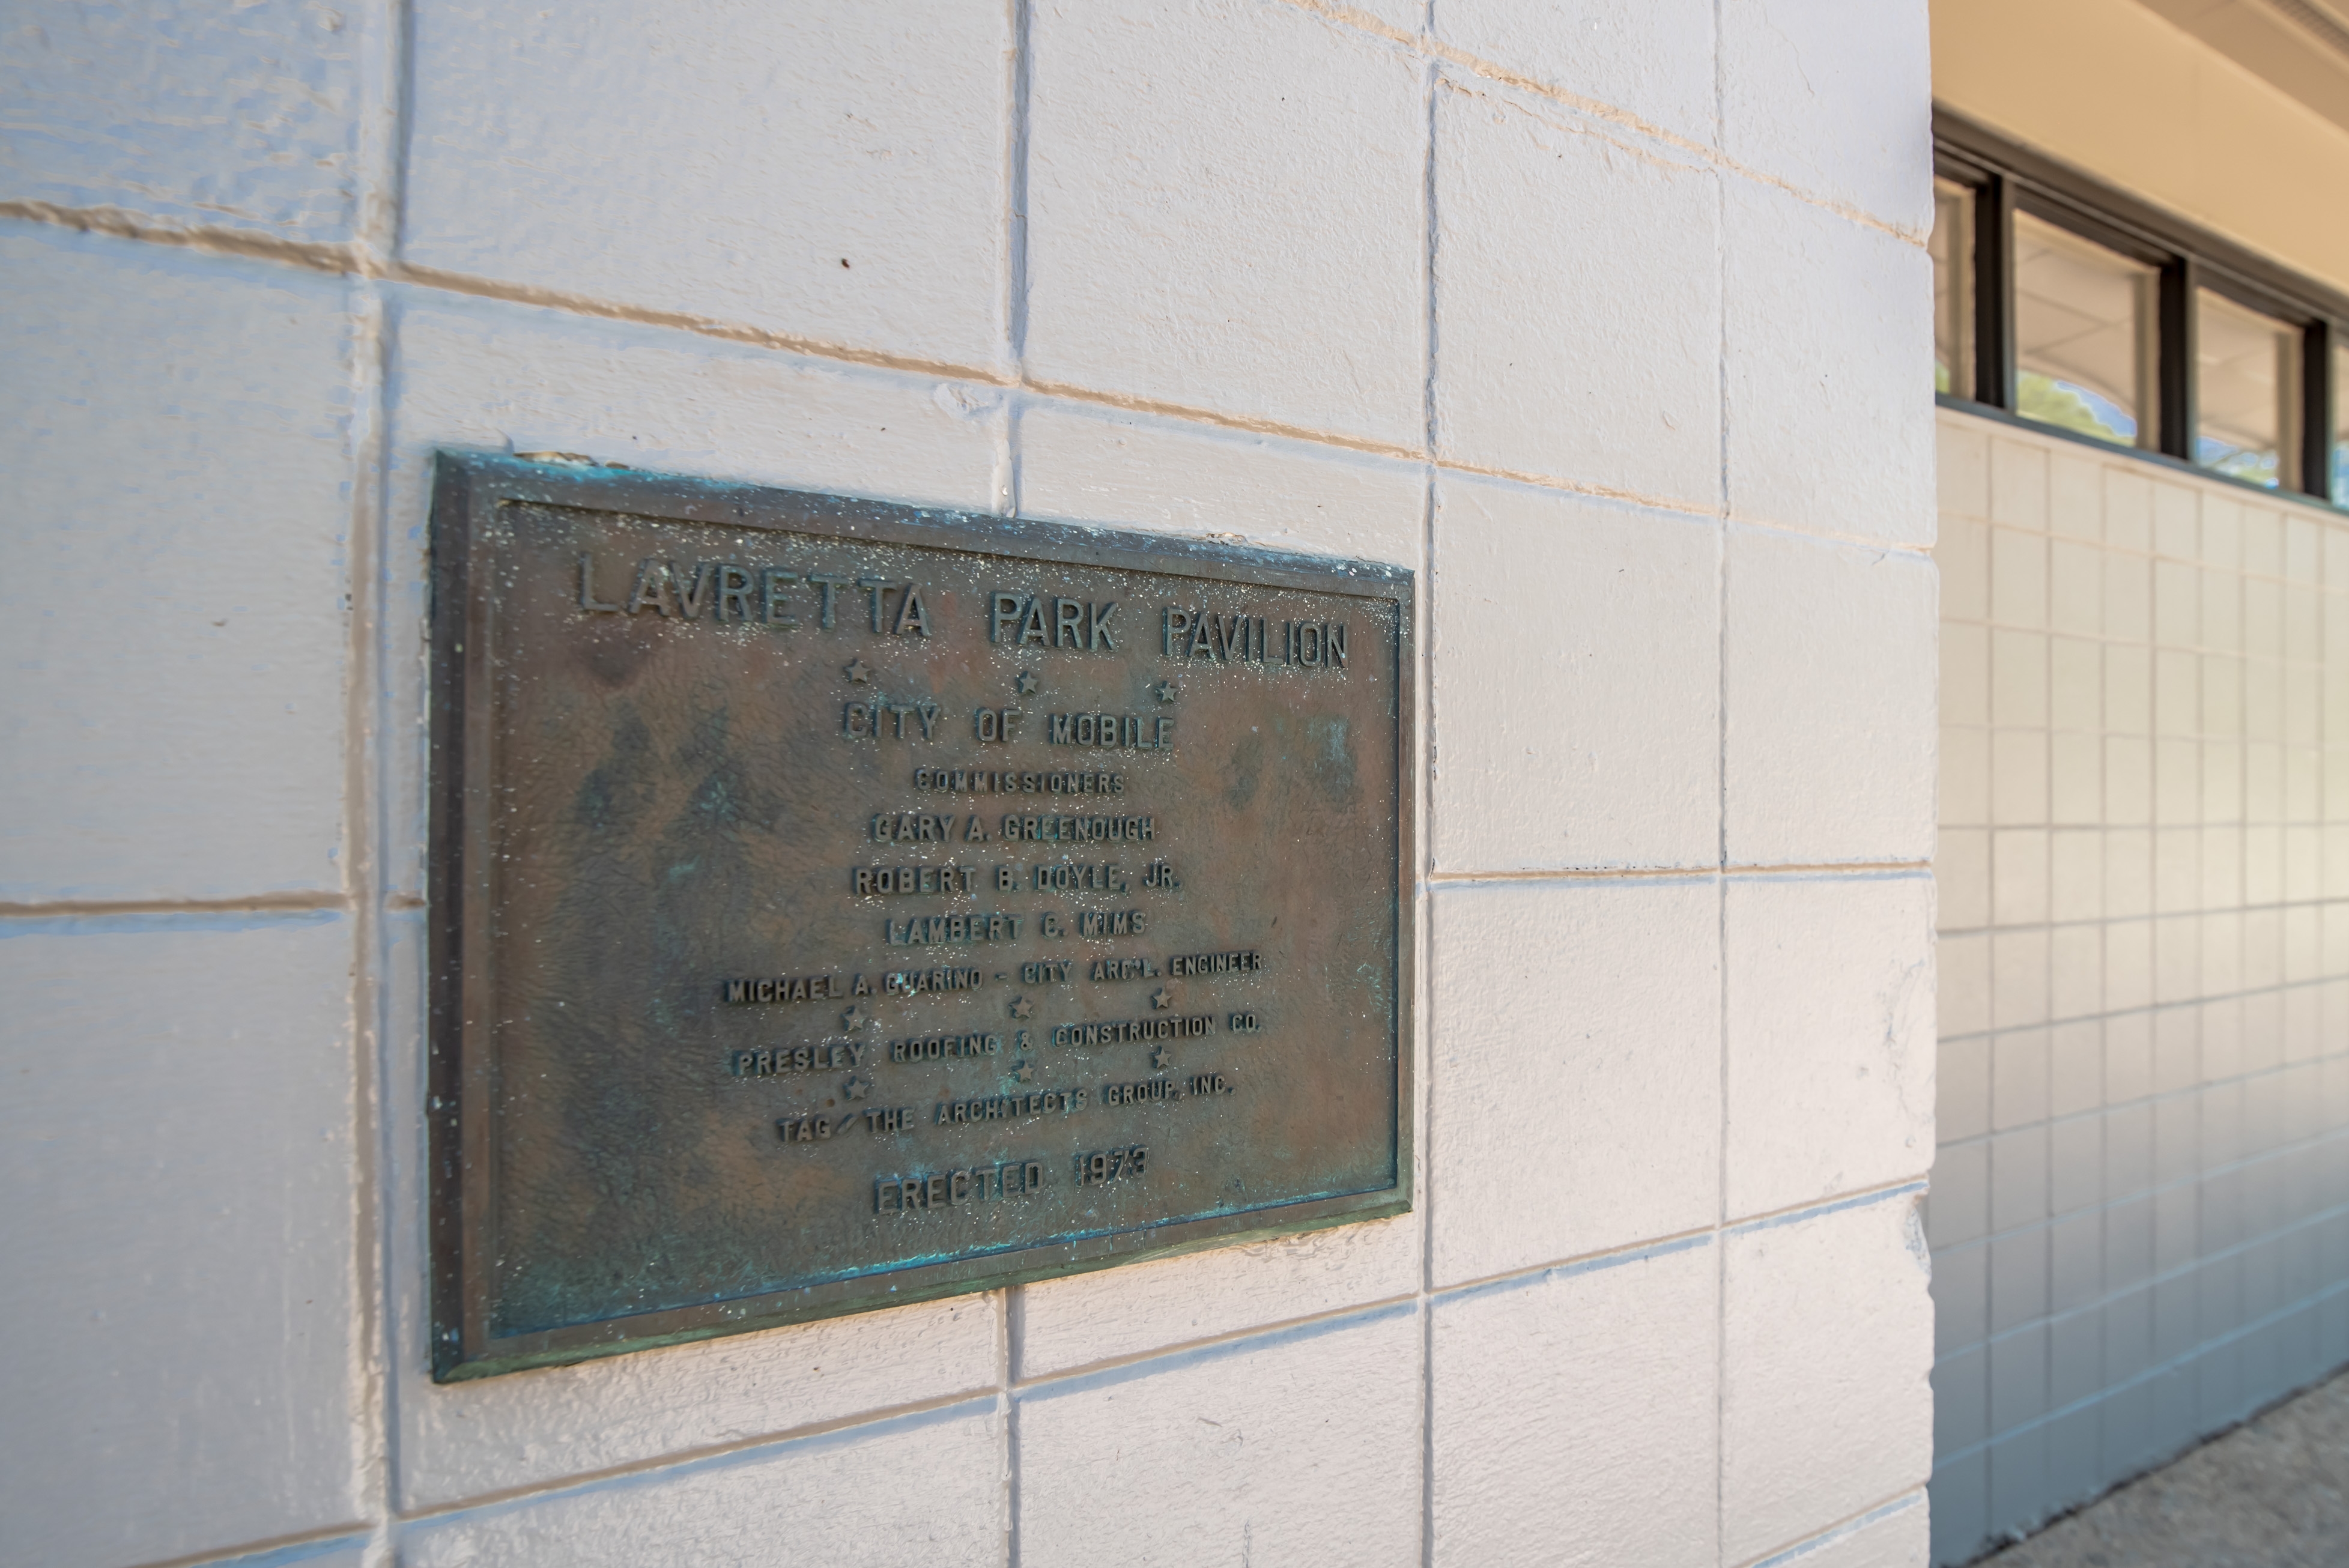 LAVRETTA PARK PAVILION
CITY OF MOBILE
COMMISSIONERS
GARY A. GREENOUGH
ROBERT B. DOYLE, JR.
LAMBERT C. MIMS
MICHAEL A. GUARINO - CITY ARC'L. ENGINEER
PRESLEY ROOFING & CONSTRUCTION CO.
TAG / THE ARCHITECTS GROUP, INC.
ERECTED 1973